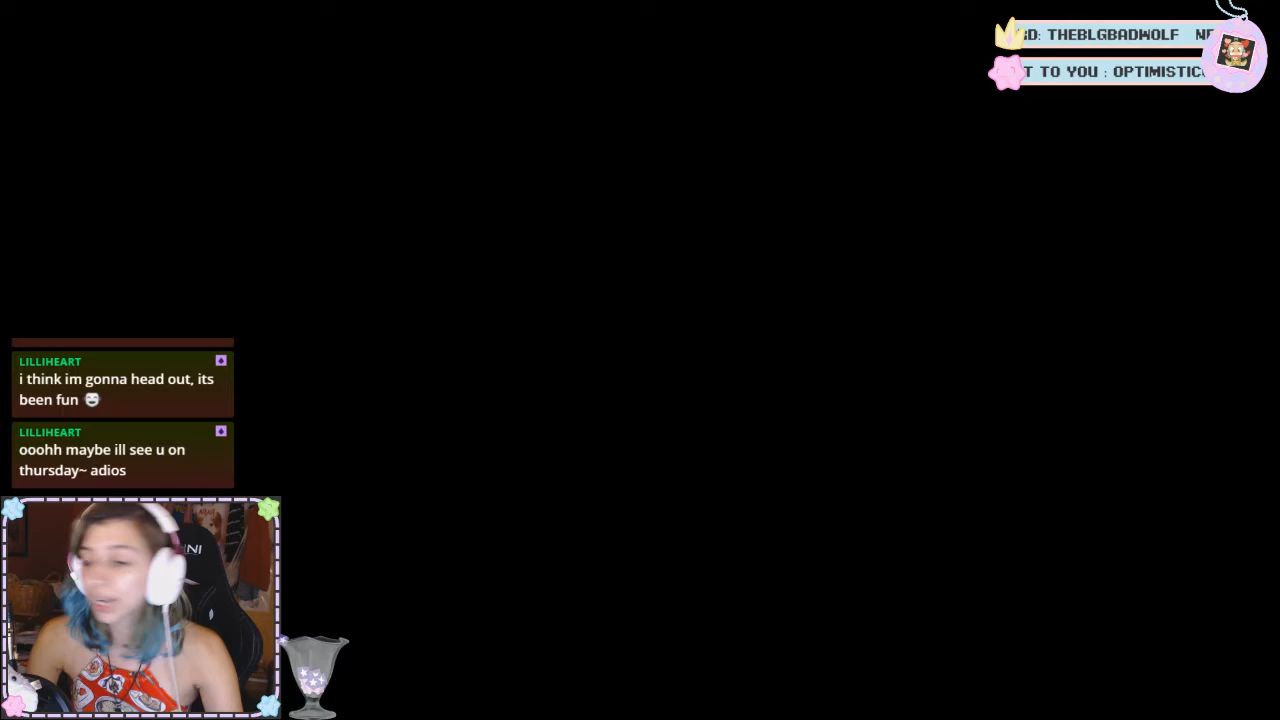 RD: THEBLGBADWOLF NE
T TO YOU : OPTIMISTIC
LILLIHEART
i think im gonna head out, its
been fun
LILLIHEART
ooohh maybe ill see u on
thursday~ adios